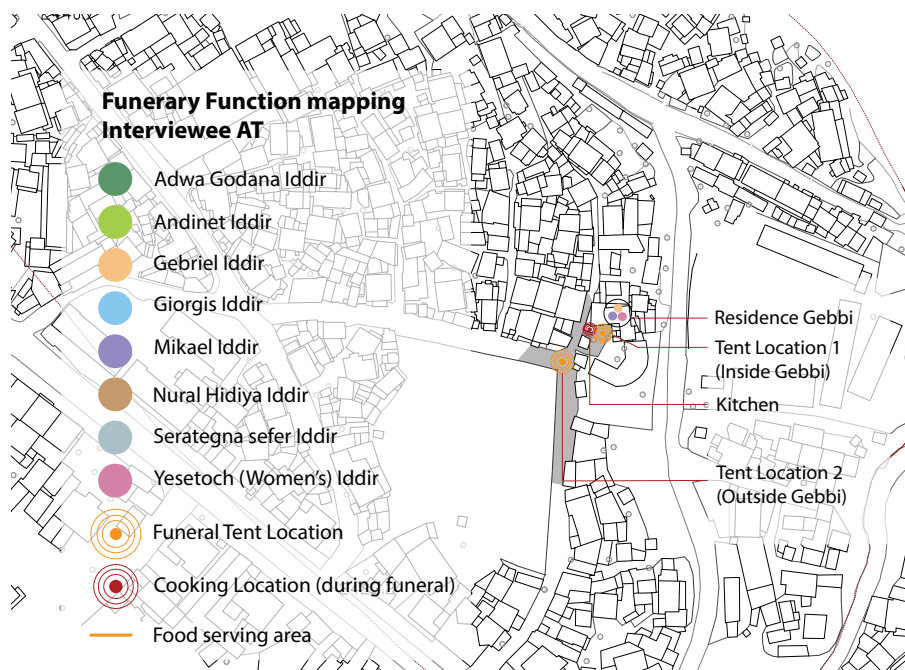 Funerary Function mapping
Interviewee AT
Adwa Godana Iddir
Andinet Iddir
Gebriel Iddir
Giorgis Iddir
Mikael Iddir
Nural Hidiya Iddir
Serategna sefer Iddir
Yesetoch (Women's) Iddir
Funeral Tent Location
Cooking Location (during funeral)
Food serving area
Residence Gebbi
Tent Location 1
(Inside Gebbi)
Kitchen
Tent Location 2
(Outside Gebbi)